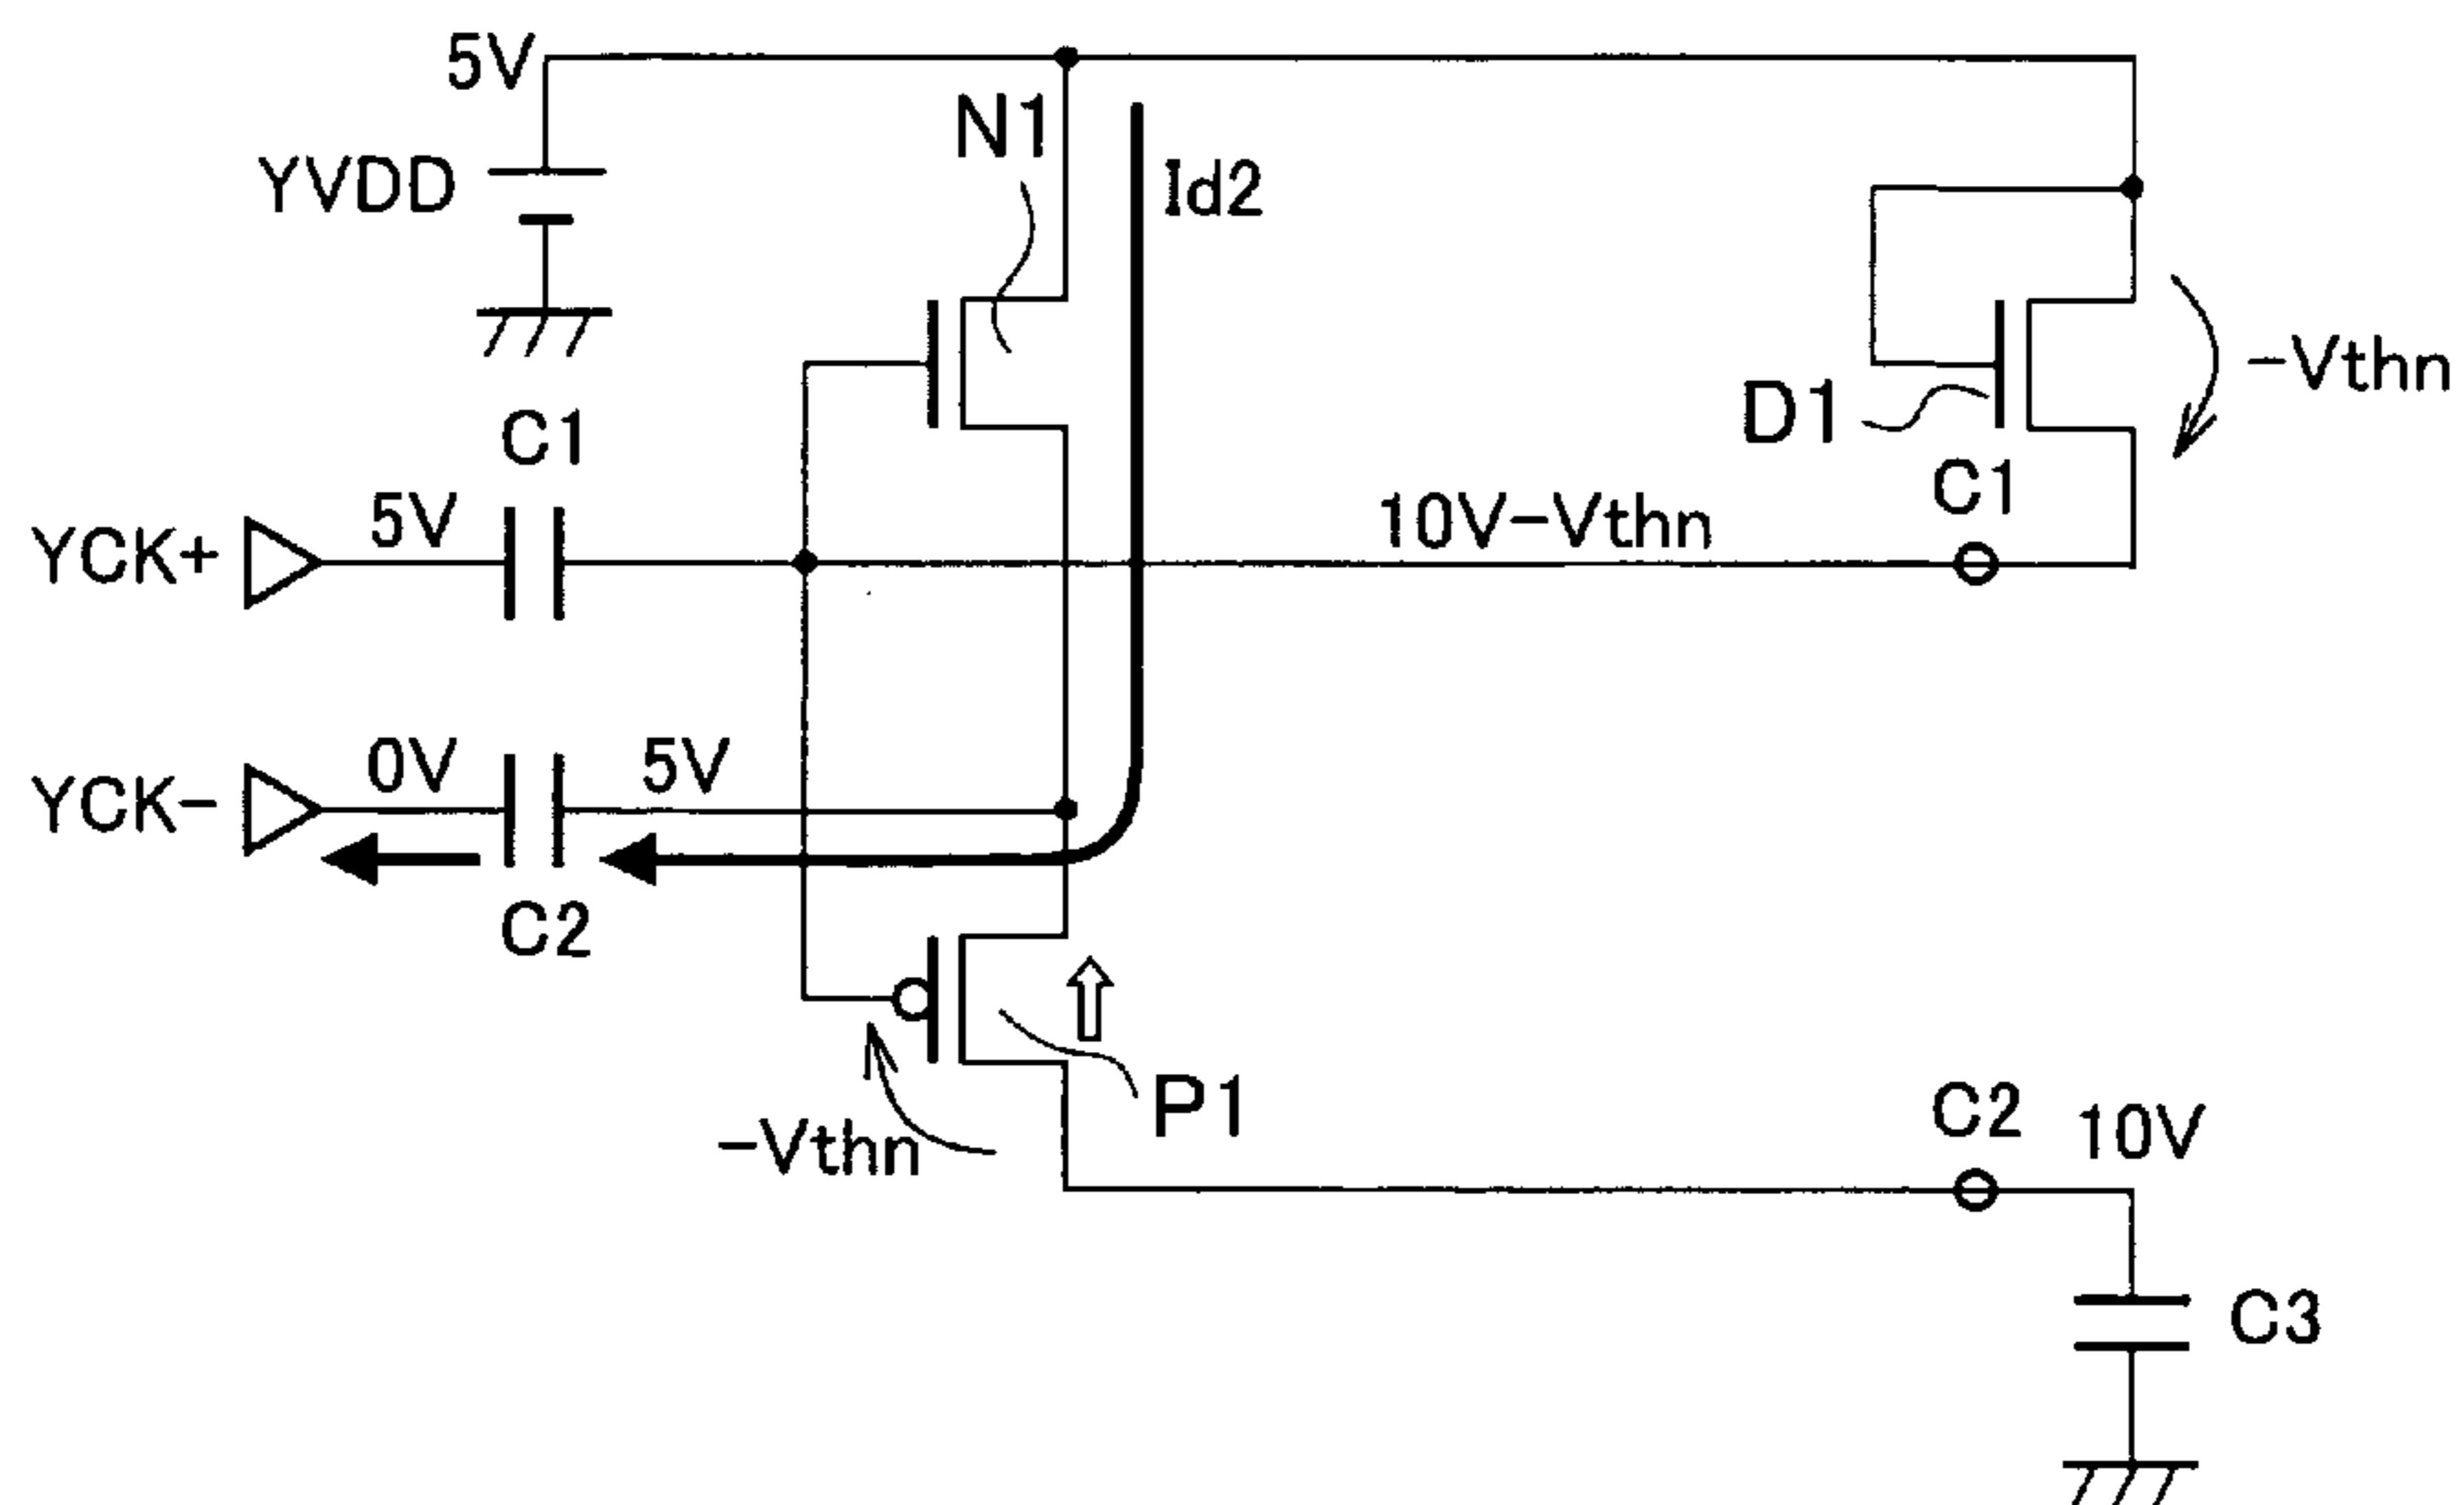 5V
N1
YVDD
Id2
-Vthn
D1
C1
C1
YCK+
5V
10V-Vthn
YCK-
0V
5V
C2
P1
-Vthn
C2
10V
C3